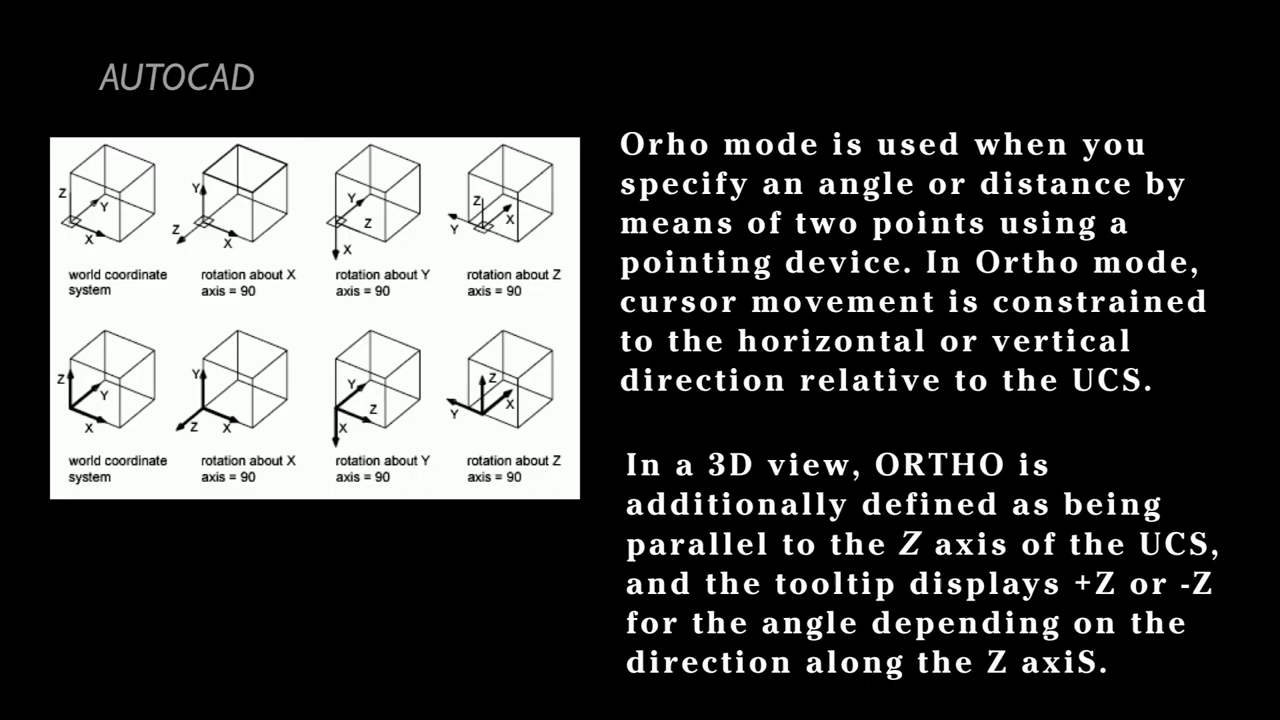 AUTOCAD
Z Y X
Y Z X
Y Z X
Z X Y
world coordinate system
rotation about X axis = 90
rotation about Y axis = 90
rotation about Z axis = 90
Z Y X
Y Z X
Y Z X
Z X Y
world coordinate system
rotation about X axis = 90
rotation about Y axis = 90
rotation about Z axis = 90
Orho mode is used when you
specify an angle or distance by
means of two points using a
pointing device. In Ortho mode,
cursor movement is constrained
to the horizontal or vertical
direction relative to the UCS.
In a 3D view, ORTHO is
additionally defined as being
parallel to the Z axis of the UCS,
and the tooltip displays +Z or -Z
for the angle depending on the
direction along the Z axiS.